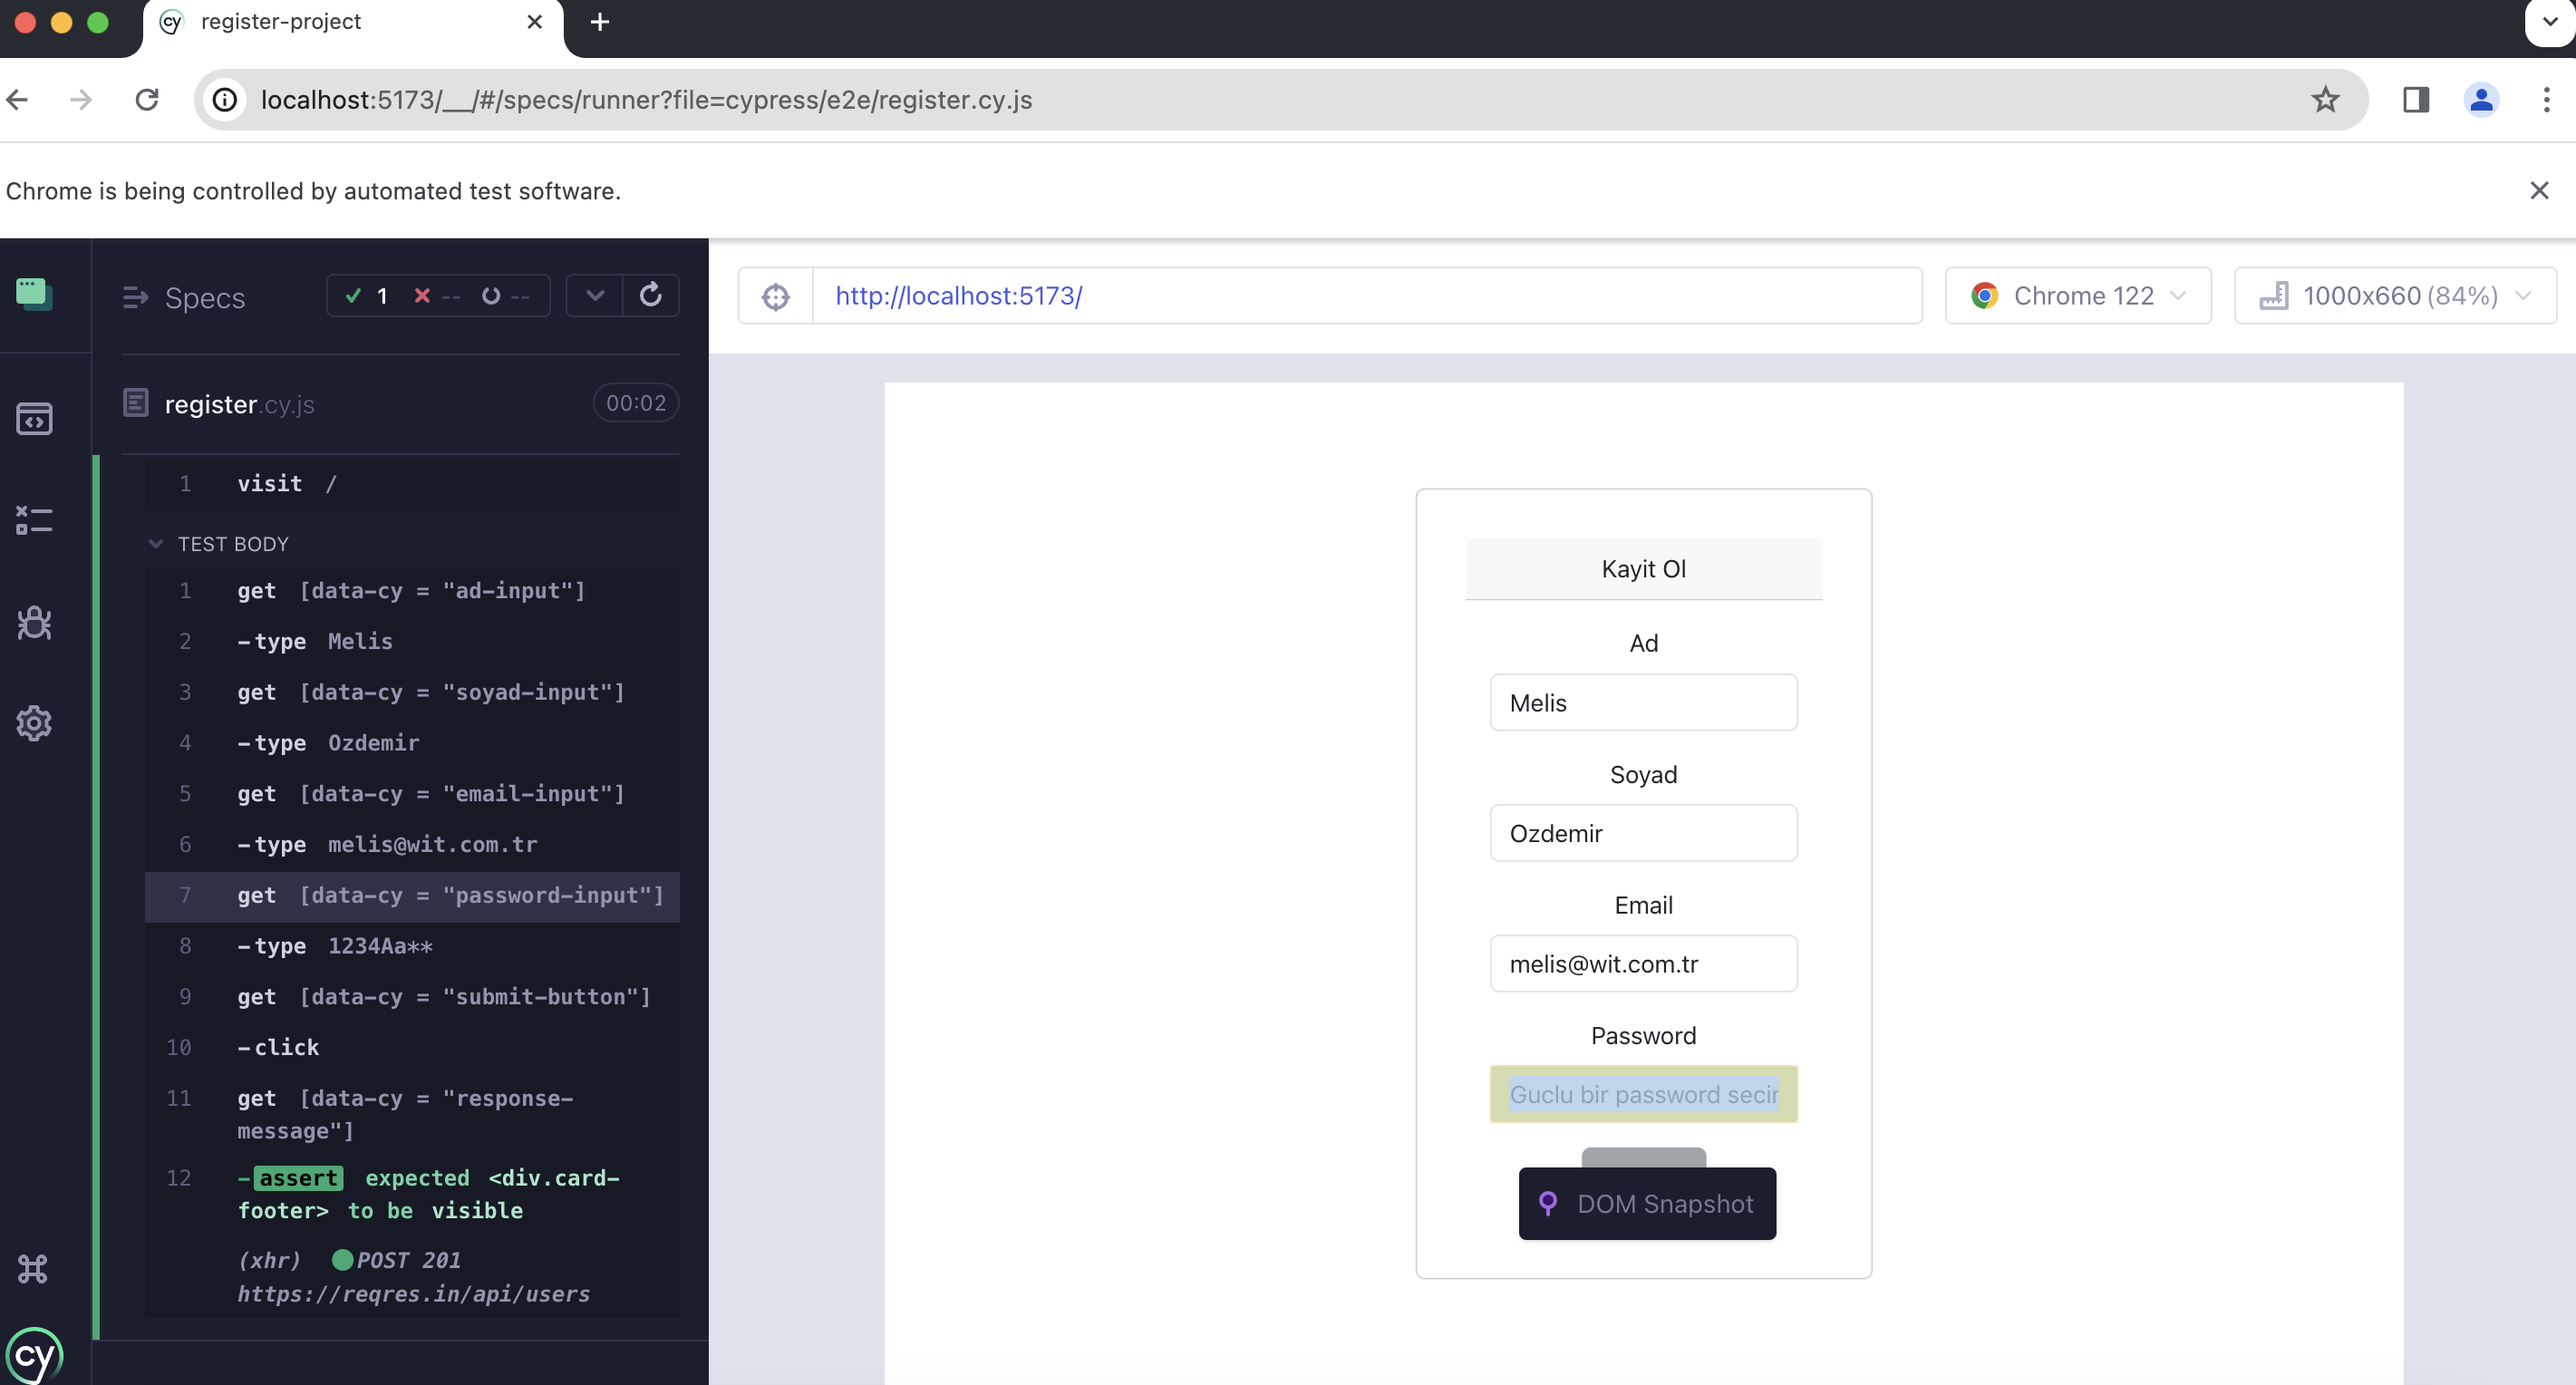 cy register-project
localhost:5173/__/#/specs/runner?file=cypress/e2e/register.cy.js
Chrome is being controlled by automated test software.
Specs 1 -- --
http://localhost:5173/
Chrome 122
1000x660 (84%)
register.cy.js 00:02
1 visit /
TEST BODY
1 get [data-cy = "ad-input"]
2 -type Melis
3 get [data-cy = "soyad-input"]
4 -type Ozdemir
5 get [data-cy = "email-input"]
6 -type melis@wit.com.tr
7 get [data-cy = "password-input"]
8 -type 1234Aa**
9 get [data-cy = "submit-button"]
10 -click
11 get [data-cy = "response-
message"]
12 -assert expected <div.card-
footer> to be visible
(xhr) POST 201
https://reqres.in/api/users
cy
Kayit Ol
Ad
Melis
Soyad
Ozdemir
Email
melis@wit.com.tr
Password
Guclu bir password secir
DOM Snapshot